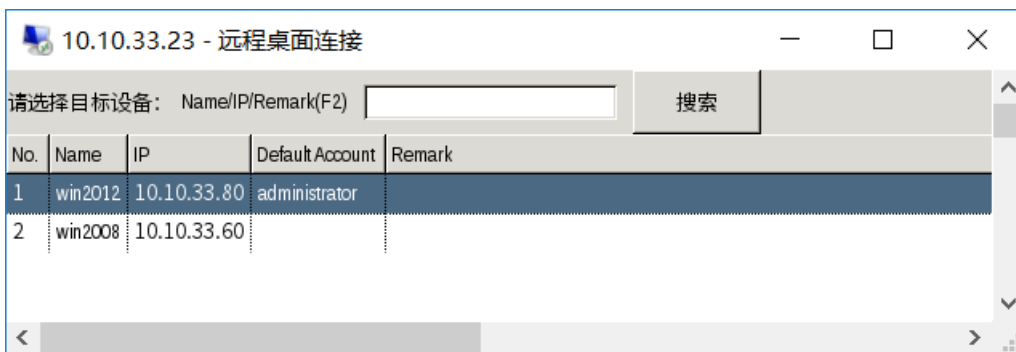 10.10.33.23 - 远程桌面连接
请选择目标设备： Name/IP/Remark(F2) 搜索
No. Name IP Default Account Remark
1 win2012 10.10.33.80 administrator
2 win2008 10.10.33.60